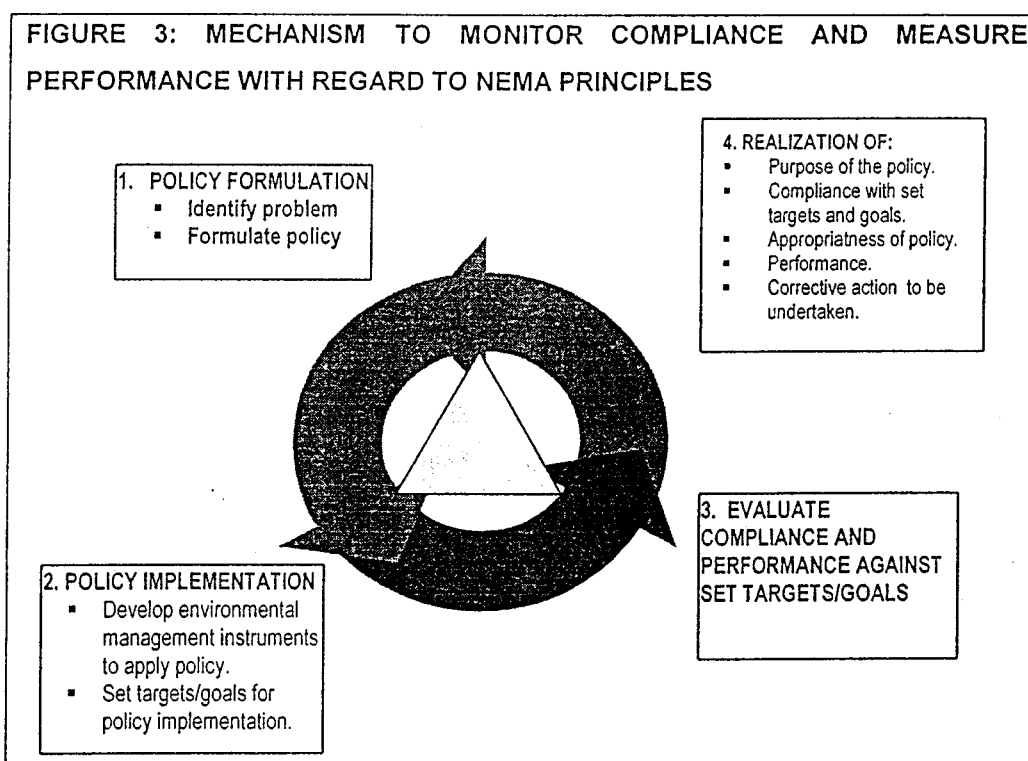 FIGURE 3: MECHANISM TO MONITOR COMPLIANCE AND MEASURE
PERFORMANCE WITH REGARD TO NEMA PRINCIPLES
1. POLICY FORMULATION
▪ Identify problem
▪ Formulate policy
2. POLICY IMPLEMENTATION
▪ Develop environmental
management instruments
to apply policy.
▪ Set targets/goals for
policy implementation.
3. EVALUATE
COMPLIANCE AND
PERFORMANCE AGAINST
SET TARGETS/GOALS
4. REALIZATION OF:
▪ Purpose of the policy.
▪ Compliance with set
targets and goals.
▪ Appropriatness of policy.
▪ Performance.
▪ Corrective action to be
undertaken.